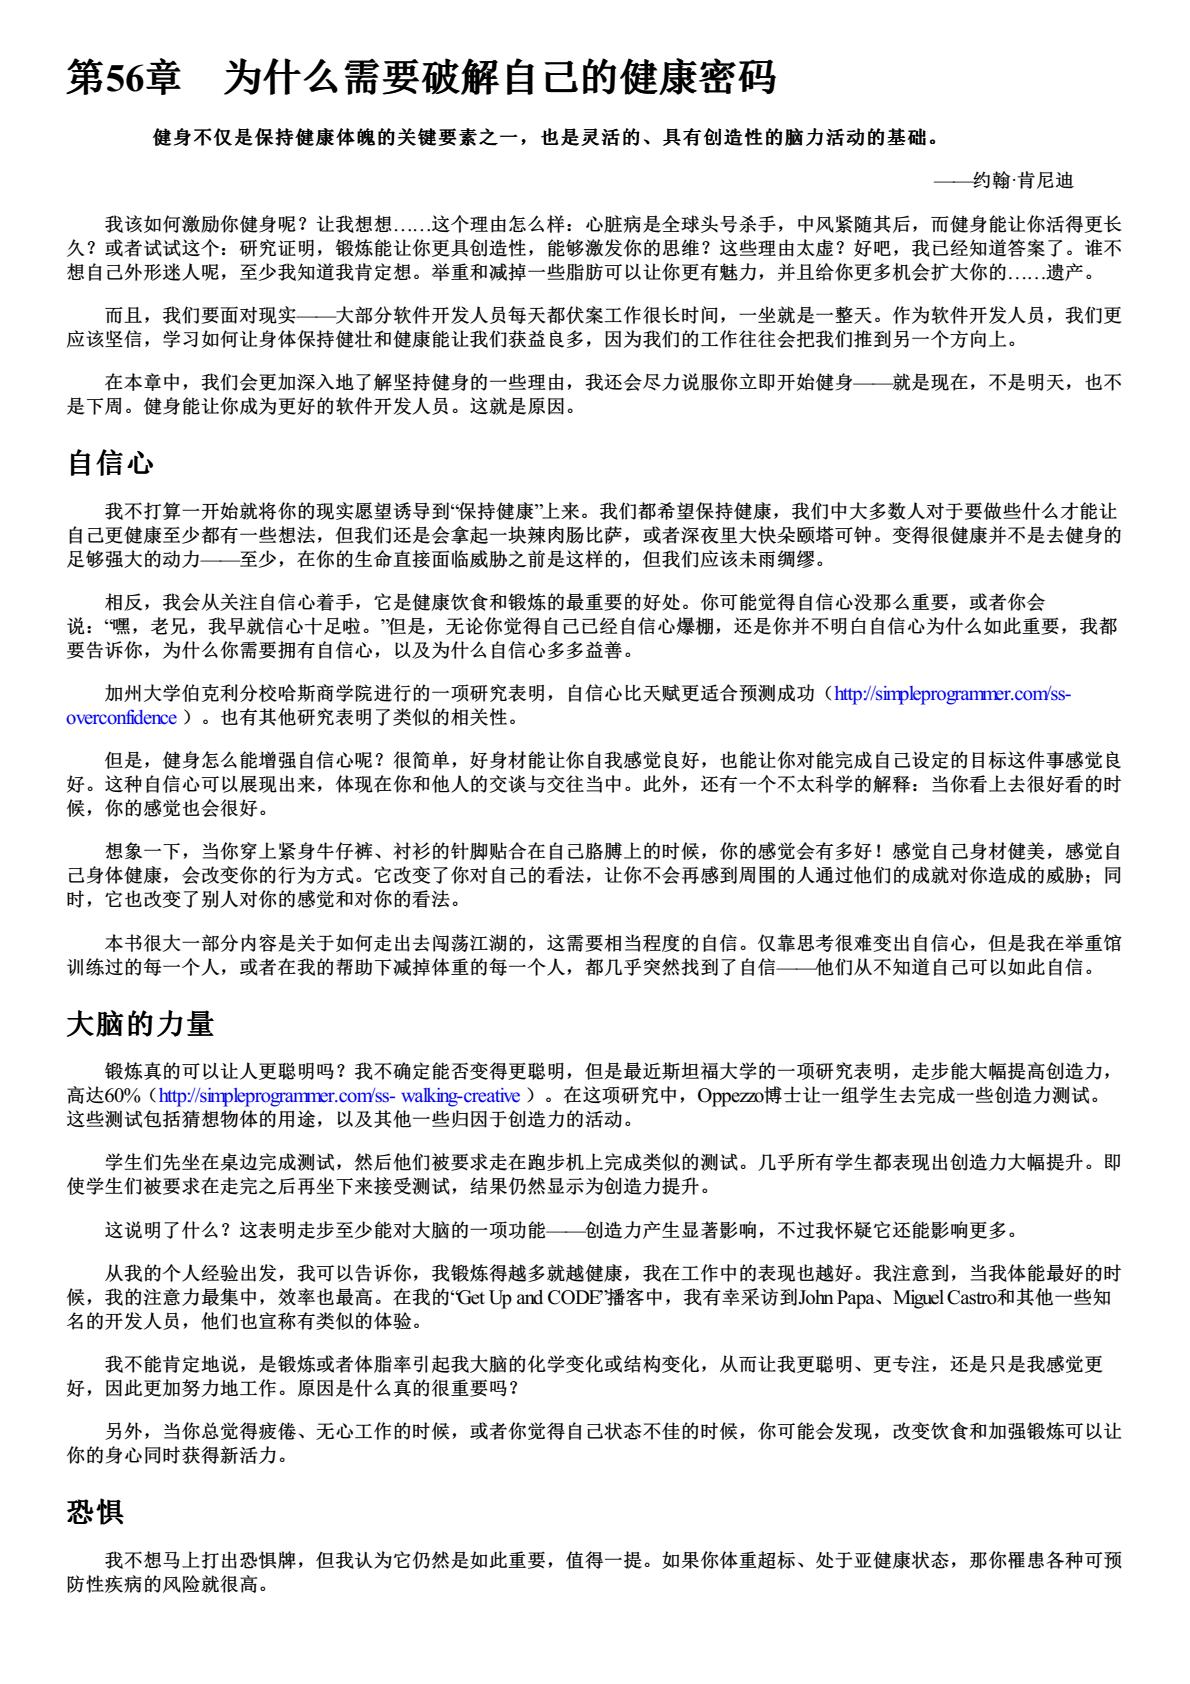 第56章　为什么需要破解自己的健康密码
健身不仅是保持健康体魄的关键要素之一，也是灵活的、具有创造性的脑力活动的基础。
——约翰·肯尼迪
我该如何激励你健身呢？让我想想……这个理由怎么样：心脏病是全球头号杀手，中风紧随其后，而健身能让你活得更长
久？或者试试这个：研究证明，锻炼能让你更具创造性，能够激发你的思维？这些理由太虚？好吧，我已经知道答案了。谁不
想自己外形迷人呢，至少我知道我肯定想。举重和减掉一些脂肪可以让你更有魅力，并且给你更多机会扩大你的……遗产。
而且，我们要面对现实——大部分软件开发人员每天都伏案工作很长时间，一坐就是一整天。作为软件开发人员，我们更
应该坚信，学习如何让身体保持健壮和健康能让我们获益良多，因为我们的工作往往会把我们推到另一个方向上。
在本章中，我们会更加深入地了解坚持健身的一些理由，我还会尽力说服你立即开始健身——就是现在，不是明天，也不
是下周。健身能让你成为更好的软件开发人员。这就是原因。
自信心
我不打算一开始就将你的现实愿望诱导到“保持健康”上来。我们都希望保持健康，我们中大多数人对于要做些什么才能让
自己更健康至少都有一些想法，但我们还是会拿起一块辣肉肠比萨，或者深夜里大快朵颐塔可钟。变得很健康并不是去健身的
足够强大的动力——至少，在你的生命直接面临威胁之前是这样的，但我们应该未雨绸缪。
相反，我会从关注自信心着手，它是健康饮食和锻炼的最重要的好处。你可能觉得自信心没那么重要，或者你会
说：“嘿，老兄，我早就信心十足啦。”但是，无论你觉得自己已经自信心爆棚，还是你并不明白自信心为什么如此重要，我都
要告诉你，为什么你需要拥有自信心，以及为什么自信心多多益善。
加州大学伯克利分校哈斯商学院进行的一项研究表明，自信心比天赋更适合预测成功（http://simpleprogrammer.com/ss-
overconfidence ）。也有其他研究表明了类似的相关性。
但是，健身怎么能增强自信心呢？很简单，好身材能让你自我感觉良好，也能让你对能完成自己设定的目标这件事感觉良
好。这种自信心可以展现出来，体现在你和他人的交谈与交往当中。此外，还有一个不太科学的解释：当你看上去很好看的时
候，你的感觉也会很好。
想象一下，当你穿上紧身牛仔裤、衬衫的针脚贴合在自己胳膊上的时候，你的感觉会有多好！感觉自己身材健美，感觉自
己身体健康，会改变你的行为方式。它改变了你对自己的看法，让你不会再感到周围的人通过他们的成就对你造成的威胁；同
时，它也改变了别人对你的感觉和对你的看法。
本书很大一部分内容是关于如何走出去闯荡江湖的，这需要相当程度的自信。仅靠思考很难变出自信心，但是我在举重馆
训练过的每一个人，或者在我的帮助下减掉体重的每一个人，都几乎突然找到了自信——他们从不知道自己可以如此自信。
大脑的力量
锻炼真的可以让人更聪明吗？我不确定能否变得更聪明，但是最近斯坦福大学的一项研究表明，走步能大幅提高创造力，
高达60%（http://simpleprogrammer.com/ss- walking-creative ）。在这项研究中，Oppezzo博士让一组学生去完成一些创造力测试。
这些测试包括猜想物体的用途，以及其他一些归因于创造力的活动。
学生们先坐在桌边完成测试，然后他们被要求走在跑步机上完成类似的测试。几乎所有学生都表现出创造力大幅提升。即
使学生们被要求在走完之后再坐下来接受测试，结果仍然显示为创造力提升。
这说明了什么？这表明走步至少能对大脑的一项功能——创造力产生显著影响，不过我怀疑它还能影响更多。
从我的个人经验出发，我可以告诉你，我锻炼得越多就越健康，我在工作中的表现也越好。我注意到，当我体能最好的时
候，我的注意力最集中，效率也最高。在我的“Get Up and CODE”播客中，我有幸采访到John Papa、Miguel Castro和其他一些知
名的开发人员，他们也宣称有类似的体验。
我不能肯定地说，是锻炼或者体脂率引起我大脑的化学变化或结构变化，从而让我更聪明、更专注，还是只是我感觉更
好，因此更加努力地工作。原因是什么真的很重要吗？
另外，当你总觉得疲倦、无心工作的时候，或者你觉得自己状态不佳的时候，你可能会发现，改变饮食和加强锻炼可以让
你的身心同时获得新活力。
恐惧
我不想马上打出恐惧牌，但我认为它仍然是如此重要，值得一提。如果你体重超标、处于亚健康状态，那你罹患各种可预
防性疾病的风险就很高。